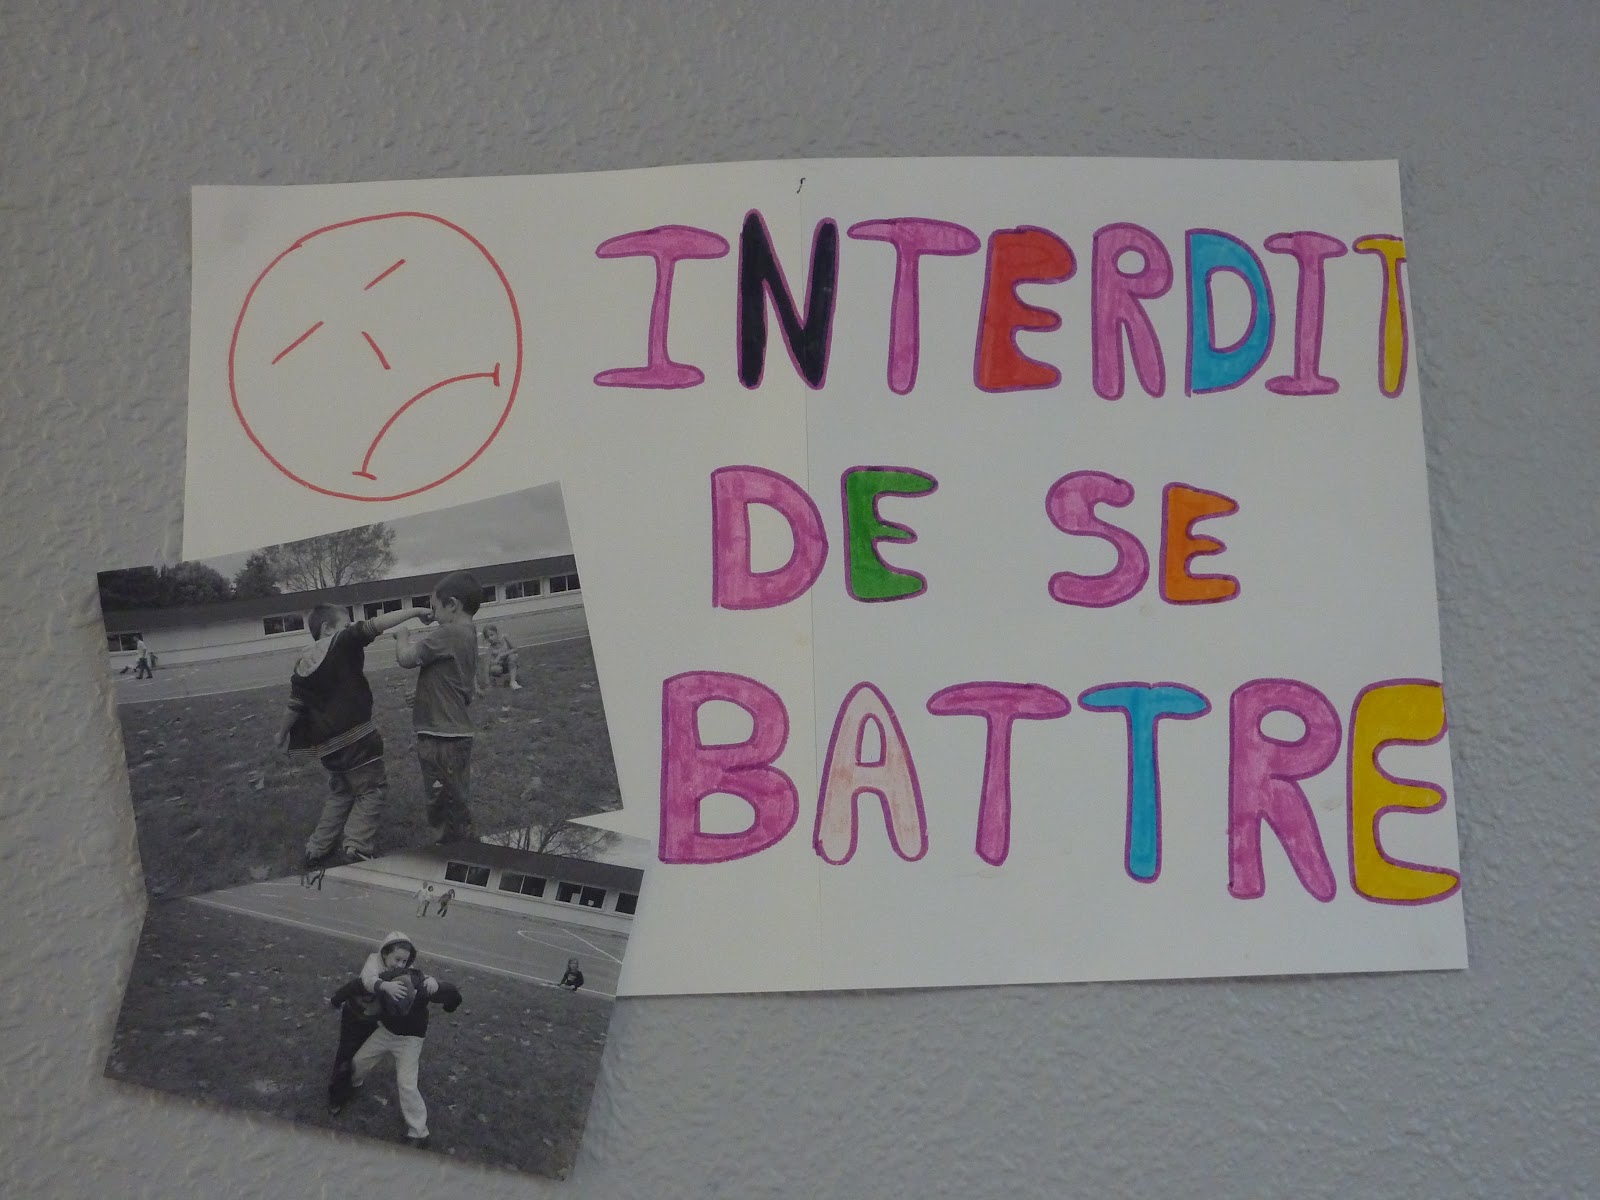 INTERDIT
DE SE
BATTRE